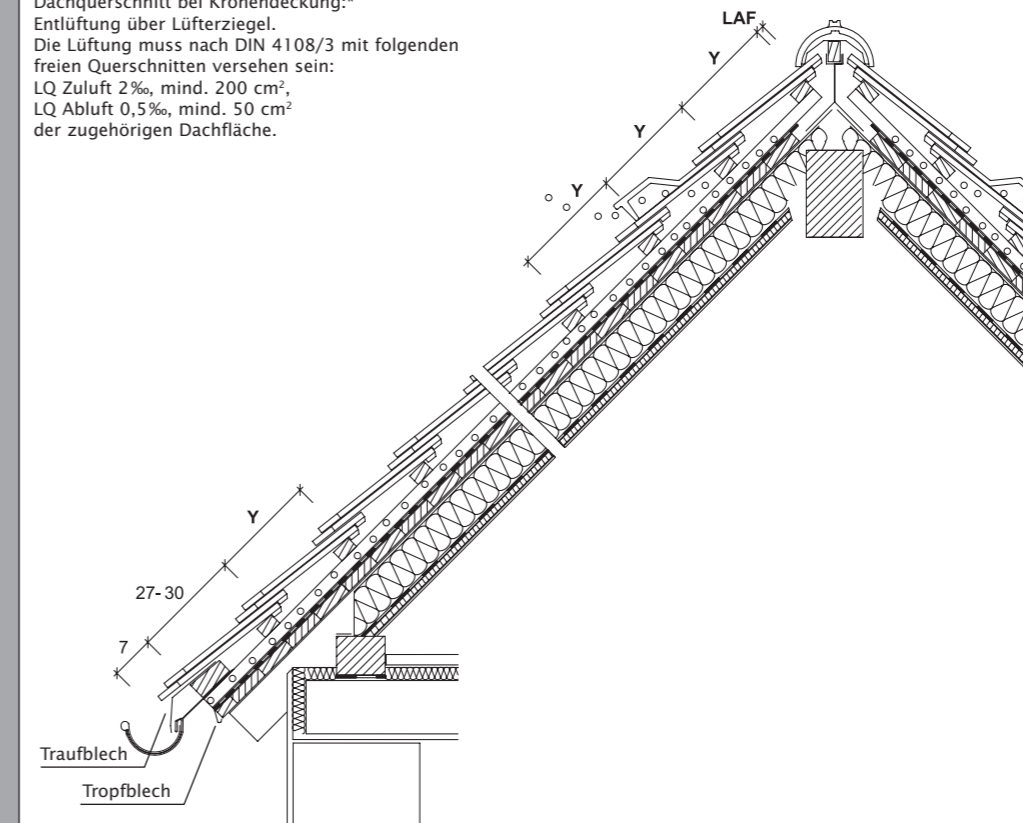 Dachquerschnitt bei Kronendeckung:*
Entlüftung über Lüfterziegel.
Die Lüftung muss nach DIN 4108/3 mit folgenden
freien Querschnitten versehen sein:
LQ Zuluft 2‰, mind. 200 cm²,
LQ Abluft 0,5‰, mind. 50 cm²
der zugehörigen Dachfläche.
LAF
Y
Y
Y
Y
27-30
7
Traufblech
Tropfblech